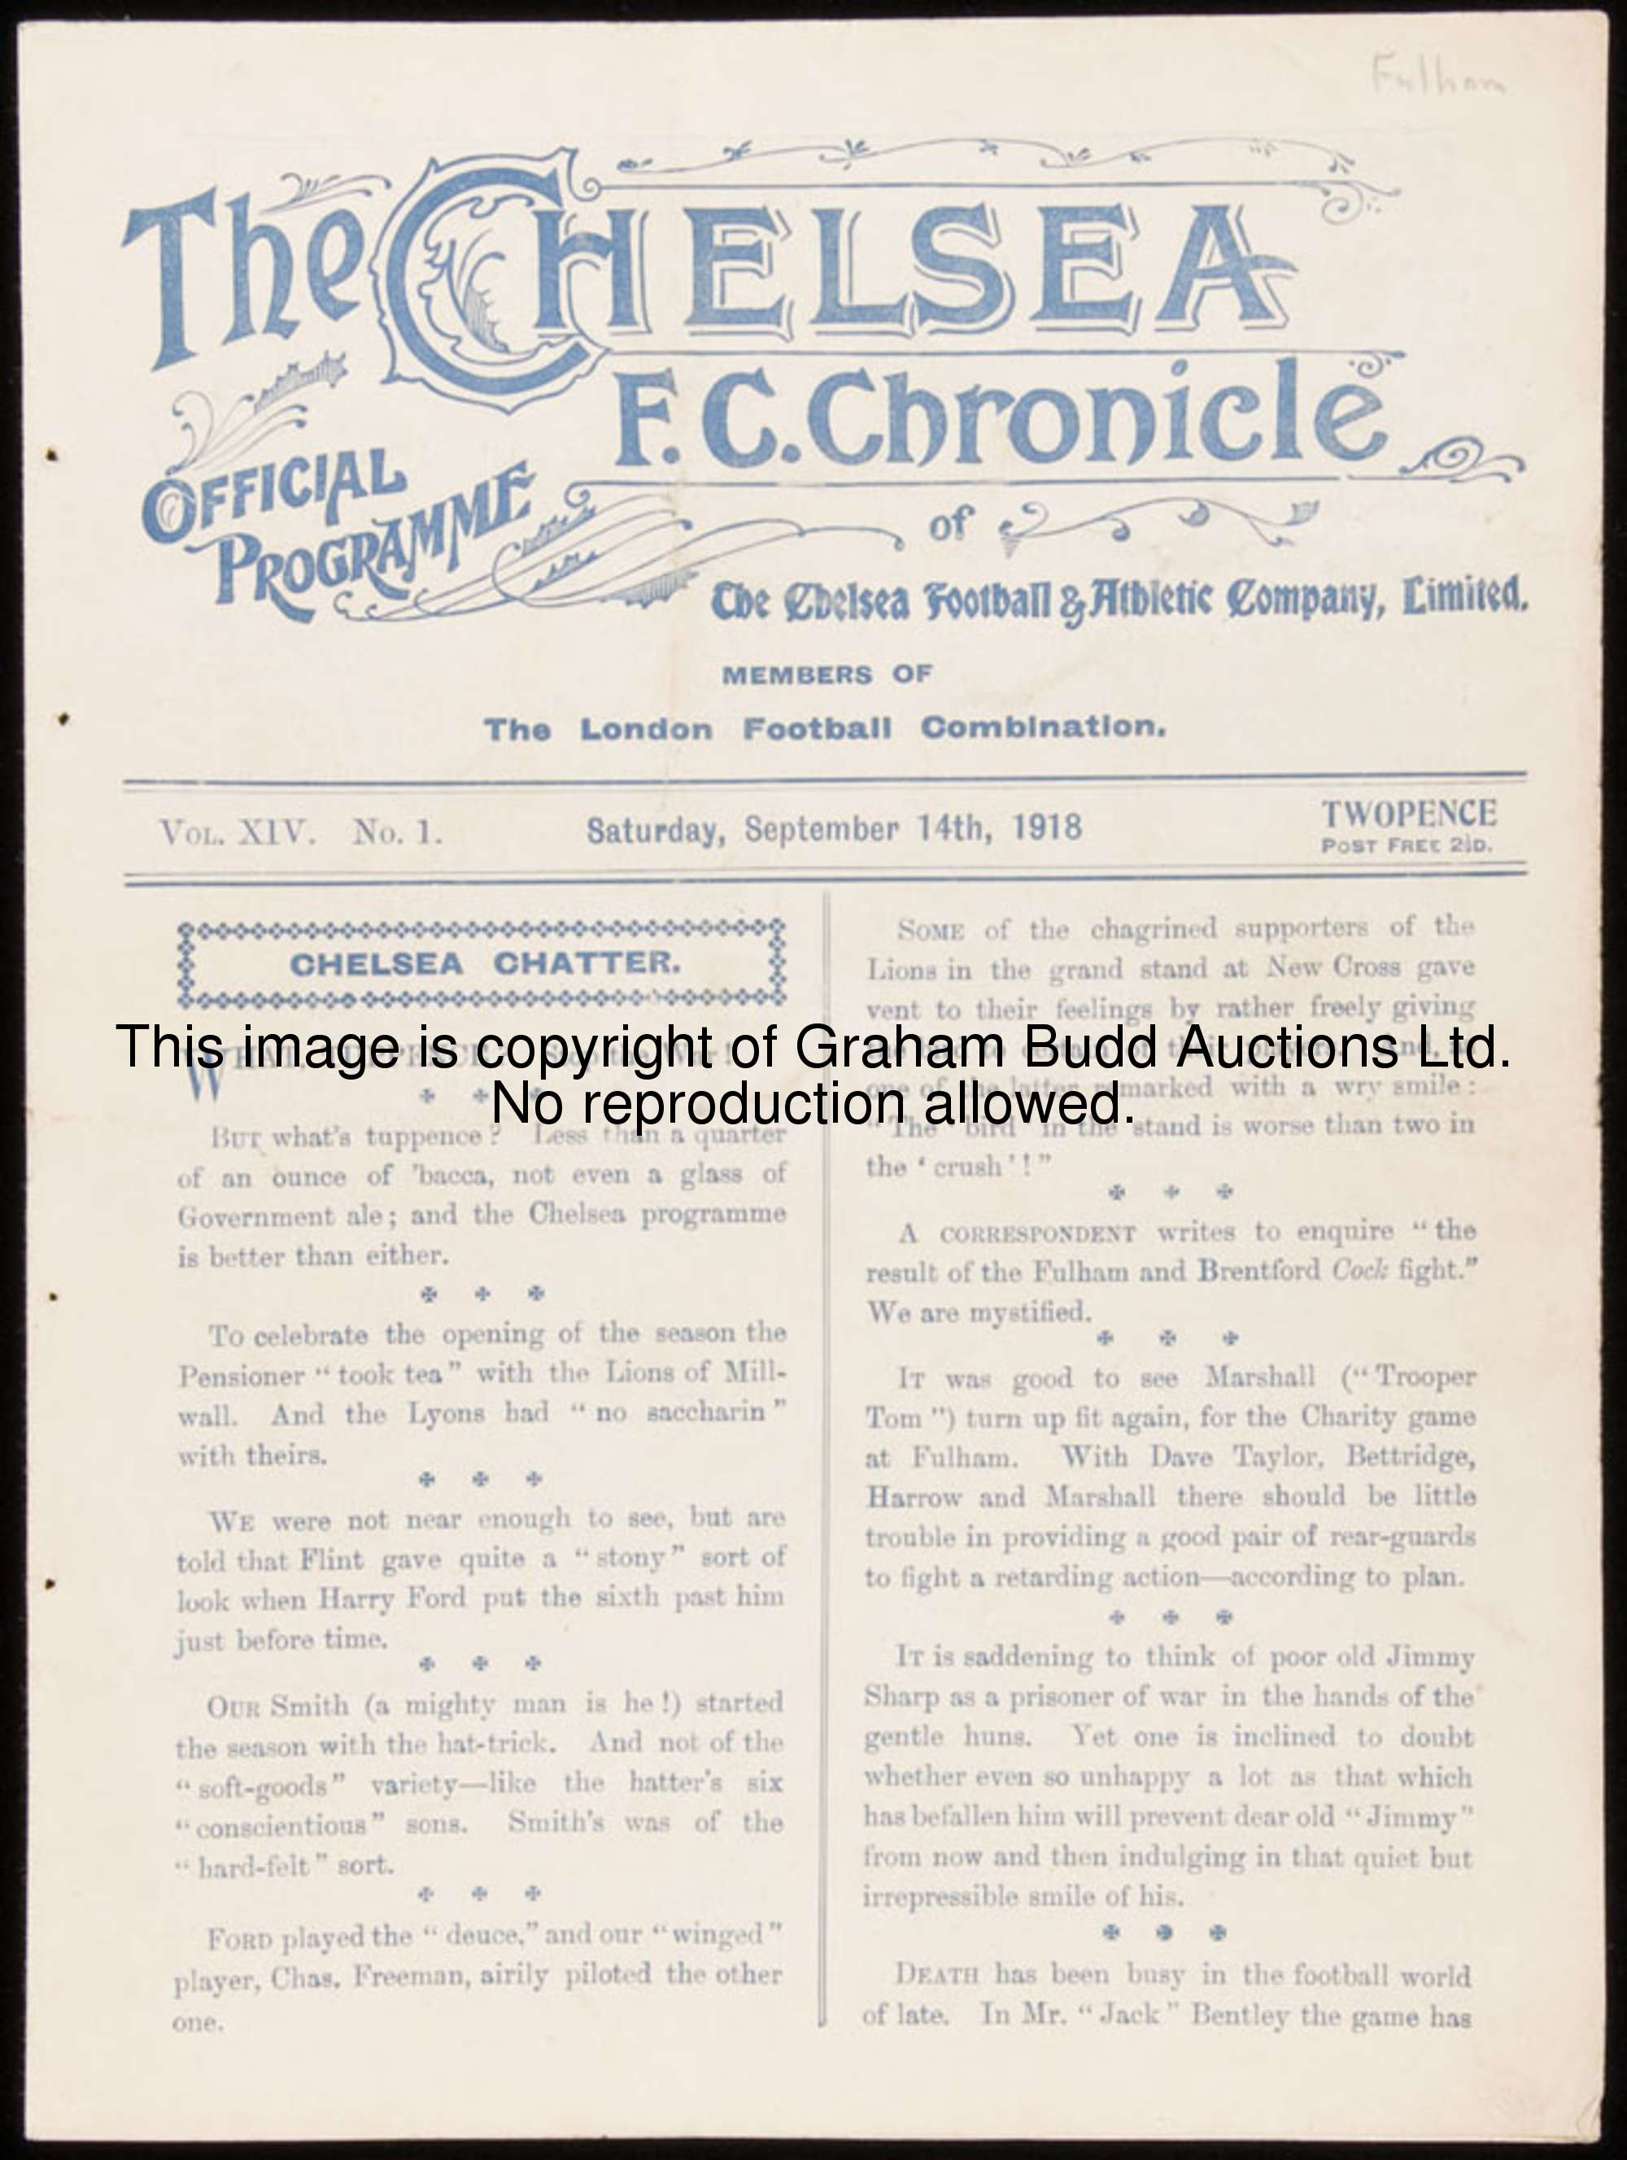 Fulham
The CHELSEA
F.C. Chronicle
OFFICIAL
PROGRAMME
of
The Chelsea Football & Athletic Company, Limited.
MEMBERS OF
The London Football Combination.
VOL. XIV. No. 1.
Saturday, September 14th, 1918
TWOPENCE
POST FREE 2½D.
CHELSEA CHATTER.
This image is copyright of Graham Budd Auctions Ltd.
No reproduction allowed.
BUT what's tuppence? Less than a quarter
of an ounce of 'bacca, not even a glass of
Government ale; and the Chelsea programme
is better than either.
TO celebrate the opening of the season the
Pensioner "took tea" with the Lions of Mill-
wall. And the Lyons had "no saccharin"
with theirs.
WE were not near enough to see, but are
told that Flint gave quite a "stony" sort of
look when Harry Ford put the sixth past him
just before time.
OUR Smith (a mighty man is he!) started
the season with the hat-trick. And not of the
"soft-goods" variety—like the hatter's six
"conscientious" sons. Smith's was of the
"hard-felt" sort.
FORD played the "deuce," and our "winged"
player, Chas. Freeman, airily piloted the other
one.
SOME of the chagrined supporters of the
Lions in the grand stand at New Cross gave
vent to their feelings by rather freely giving
one of the latter remarked with a wry smile:
"The 'bird' in the stand is worse than two in
the 'crush'!"
A CORRESPONDENT writes to enquire "the
result of the Fulham and Brentford Cock fight."
We are mystified.
IT was good to see Marshall ("Trooper
Tom") turn up fit again, for the Charity game
at Fulham. With Dave Taylor, Bettridge,
Harrow and Marshall there should be little
trouble in providing a good pair of rear-guards
to fight a retarding action—according to plan.
IT is saddening to think of poor old Jimmy
Sharp as a prisoner of war in the hands of the
gentle huns. Yet one is inclined to doubt
whether even so unhappy a lot as that which
has befallen him will prevent dear old "Jimmy"
from now and then indulging in that quiet but
irrepressible smile of his.
DEATH has been busy in the football world
of late. In Mr. "Jack" Bentley the game has